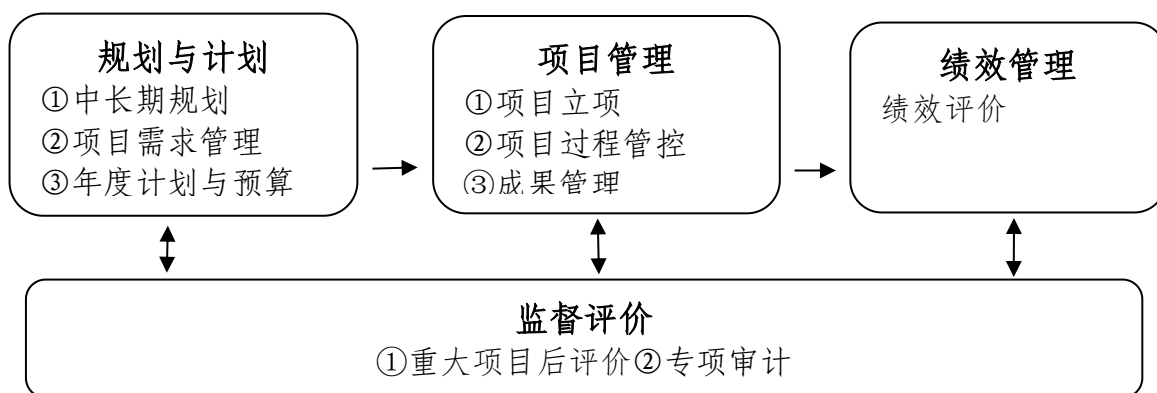 规划与计划
①中长期规划
②项目需求管理
③年度计划与预算
项目管理
①项目立项
②项目过程管控
③成果管理
绩效管理
绩效评价
监督评价
①重大项目后评价②专项审计